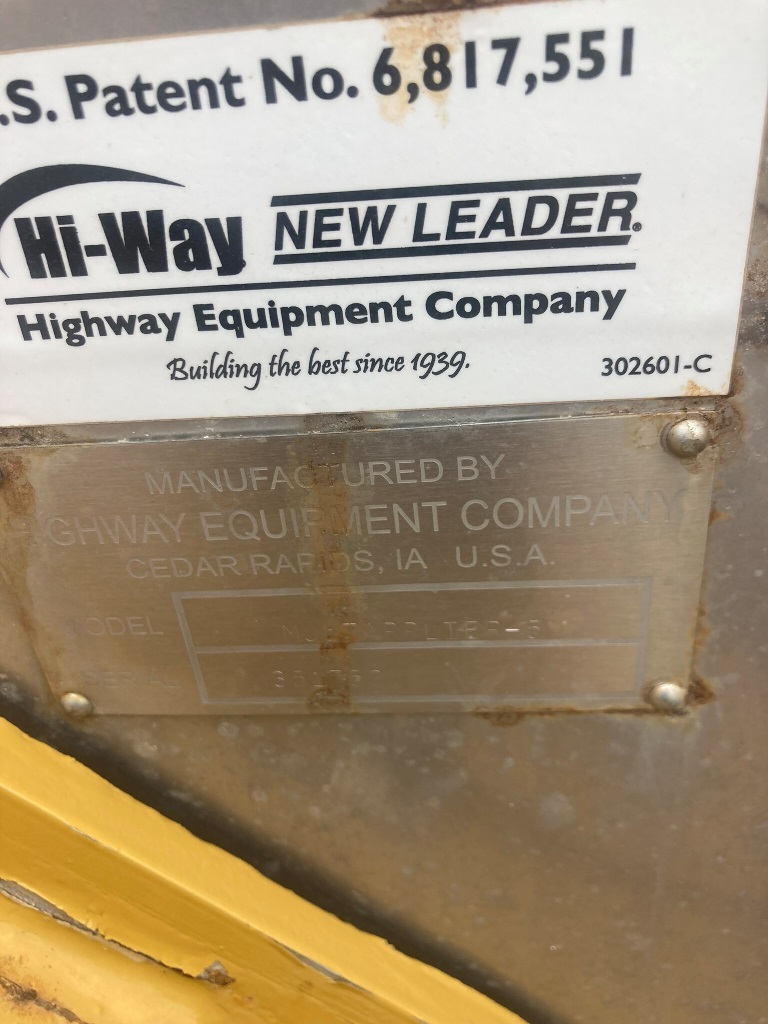 .S. Patent No. 6,817,551
Hi-Way NEW LEADER®
Highway Equipment Company
Building the best since 1939.
302601-C
MANUFACTURED BY
HIGHWAY EQUIPMENT COMPANY
CEDAR RAPIDS, IA U.S.A.
MODEL
SERIAL